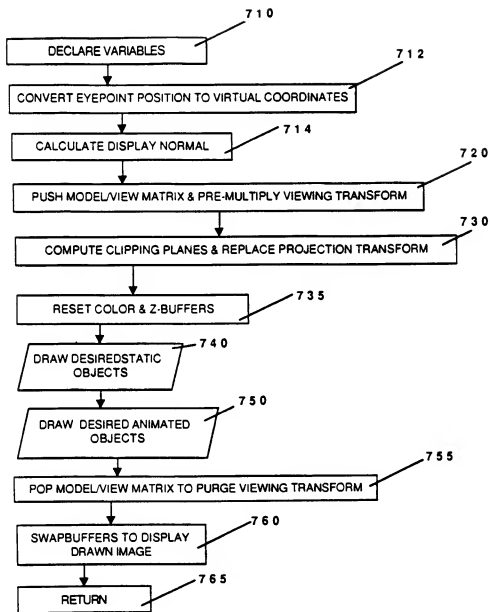 710
DECLARE VARIABLES
712
CONVERT EYEPOINT POSITION TO VIRTUAL COORDINATES
714
CALCULATE DISPLAY NORMAL
720
PUSH MODEL/VIEW MATRIX & PRE-MULTIPLY VIEWING TRANSFORM
730
COMPUTE CLIPPING PLANES & REPLACE PROJECTION TRANSFORM
735
RESET COLOR & Z-BUFFERS
740
DRAW DESIREDSTATIC
OBJECTS
750
DRAW DESIRED ANIMATED
OBJECTS
755
POP MODEL/VIEW MATRIX TO PURGE VIEWING TRANSFORM
760
SWAPBUFFERS TO DISPLAY
DRAWN IMAGE
765
RETURN